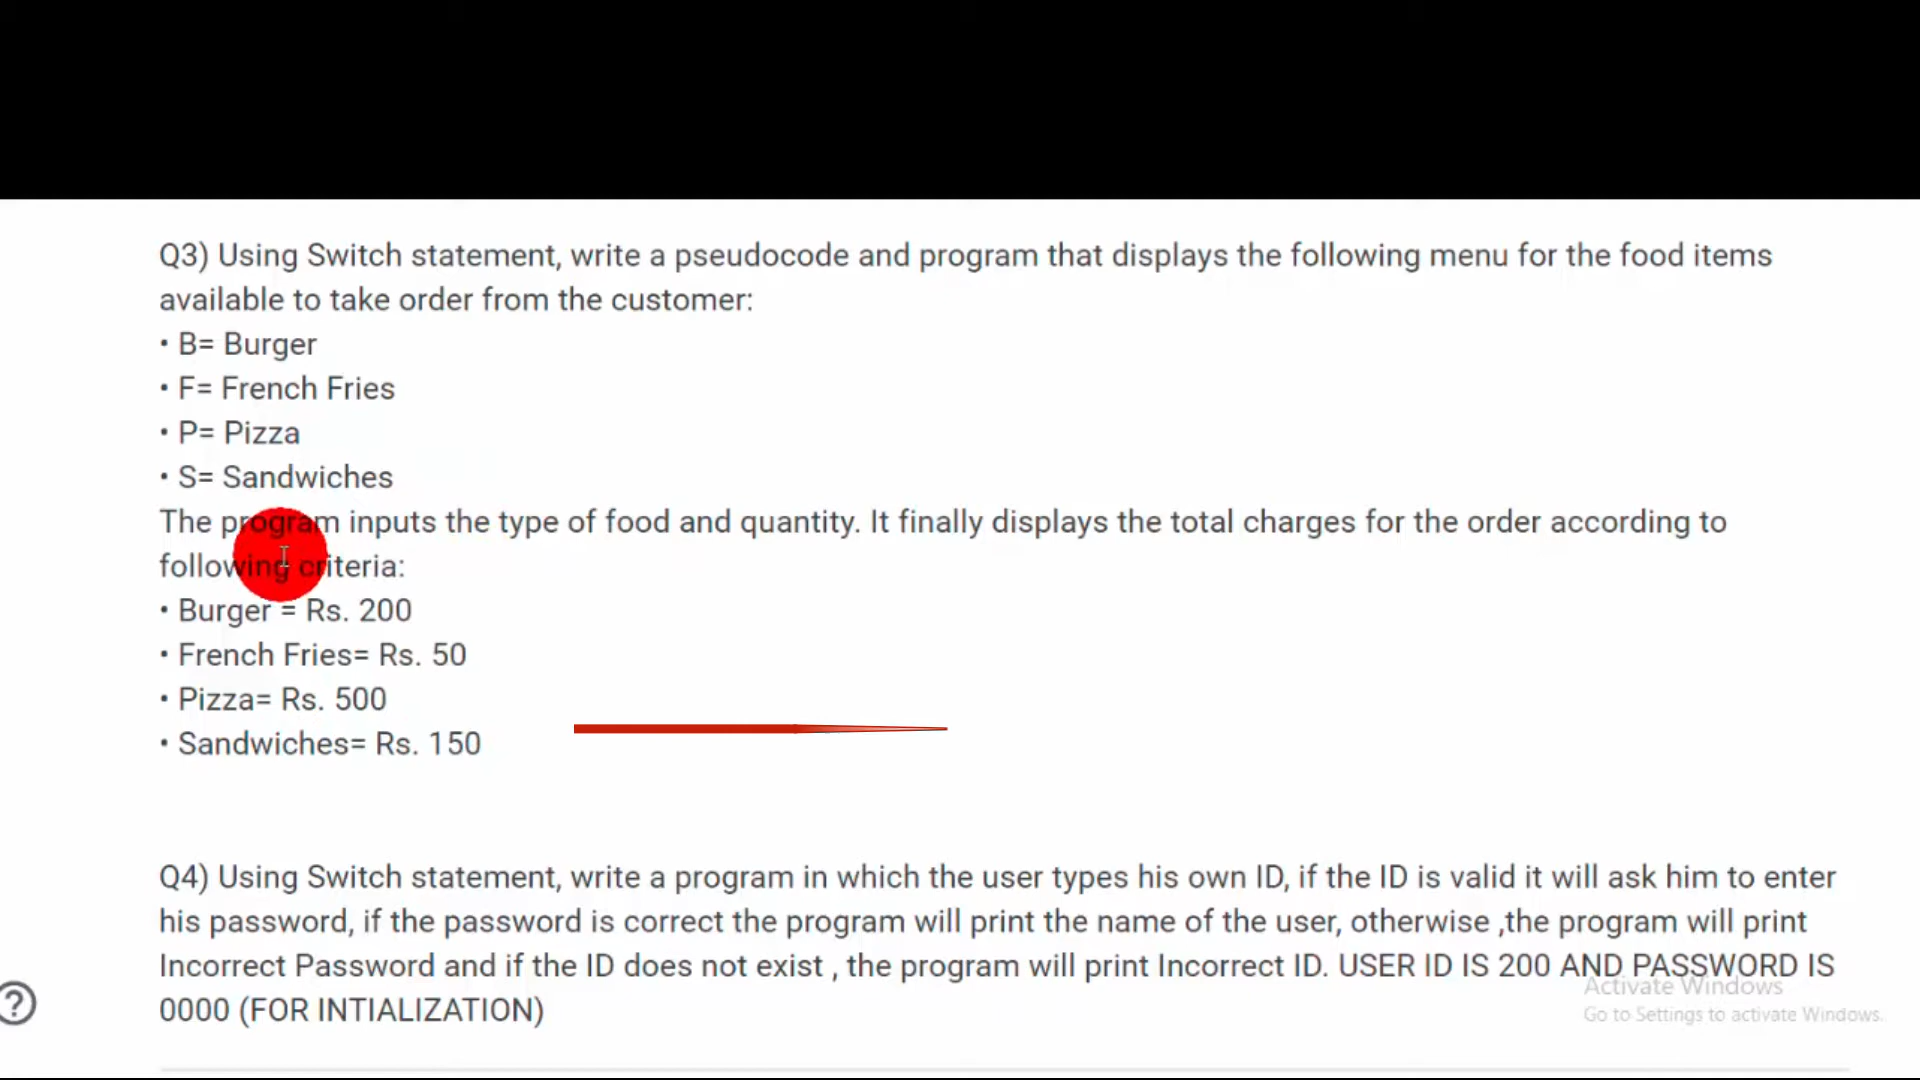 Q3) Using Switch statement, write a pseudocode and program that displays the following menu for the food items
available to take order from the customer:
• B= Burger
• F= French Fries
• P= Pizza
• S= Sandwiches
The program inputs the type of food and quantity. It finally displays the total charges for the order according to
following criteria:
• Burger = Rs. 200
• French Fries= Rs. 50
• Pizza= Rs. 500
• Sandwiches= Rs. 150
Q4) Using Switch statement, write a program in which the user types his own ID, if the ID is valid it will ask him to enter
his password, if the password is correct the program will print the name of the user, otherwise ,the program will print
Incorrect Password and if the ID does not exist , the program will print Incorrect ID. USER ID IS 200 AND PASSWORD IS
0000 (FOR INTIALIZATION)
Activate Windows
Go to Settings to activate Windows.